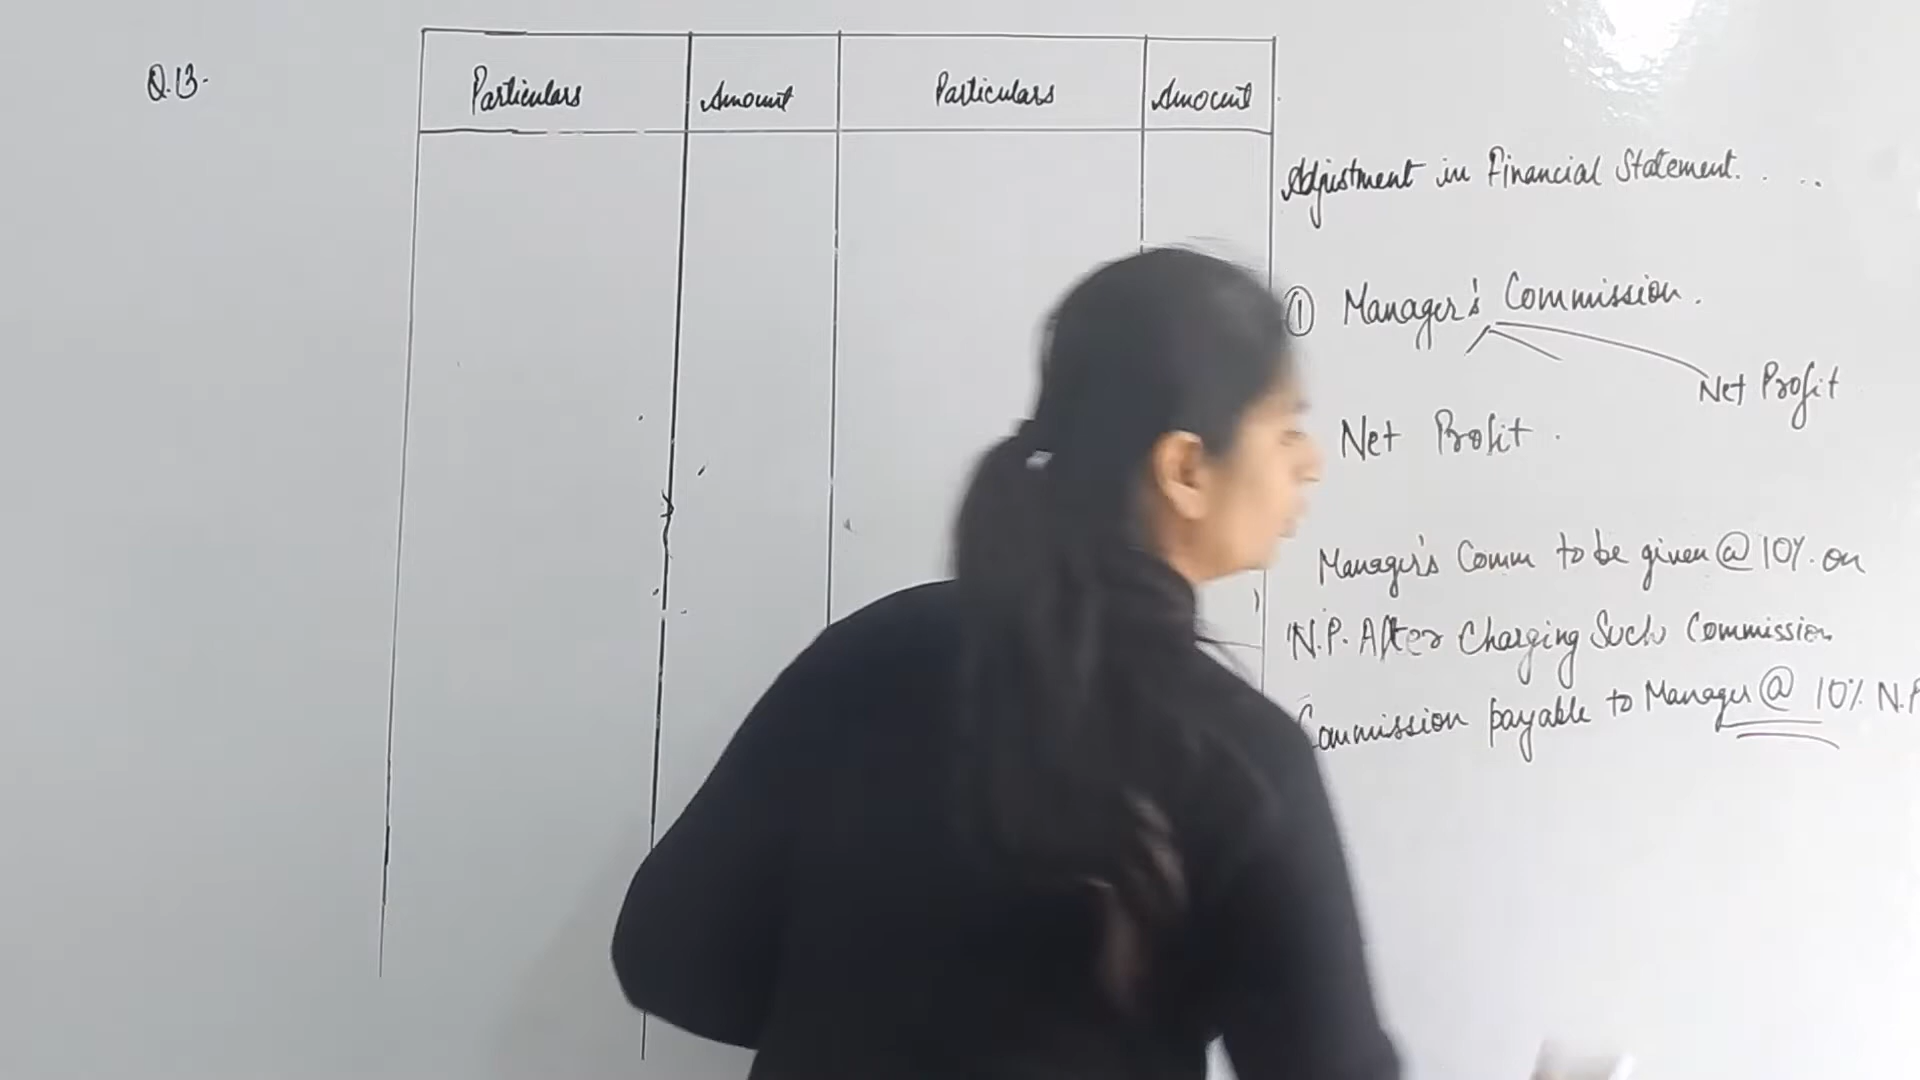 Q.13.
Particulars Amount Particulars Amount
Adjustment in Financial Statement. . ..
① Manager's Commission.
Net Profit
Net Profit.
Manager's Comm to be given @ 10%. on
N.P. After Charging Such Commission
Commission payable to Manager @ 10% N.P